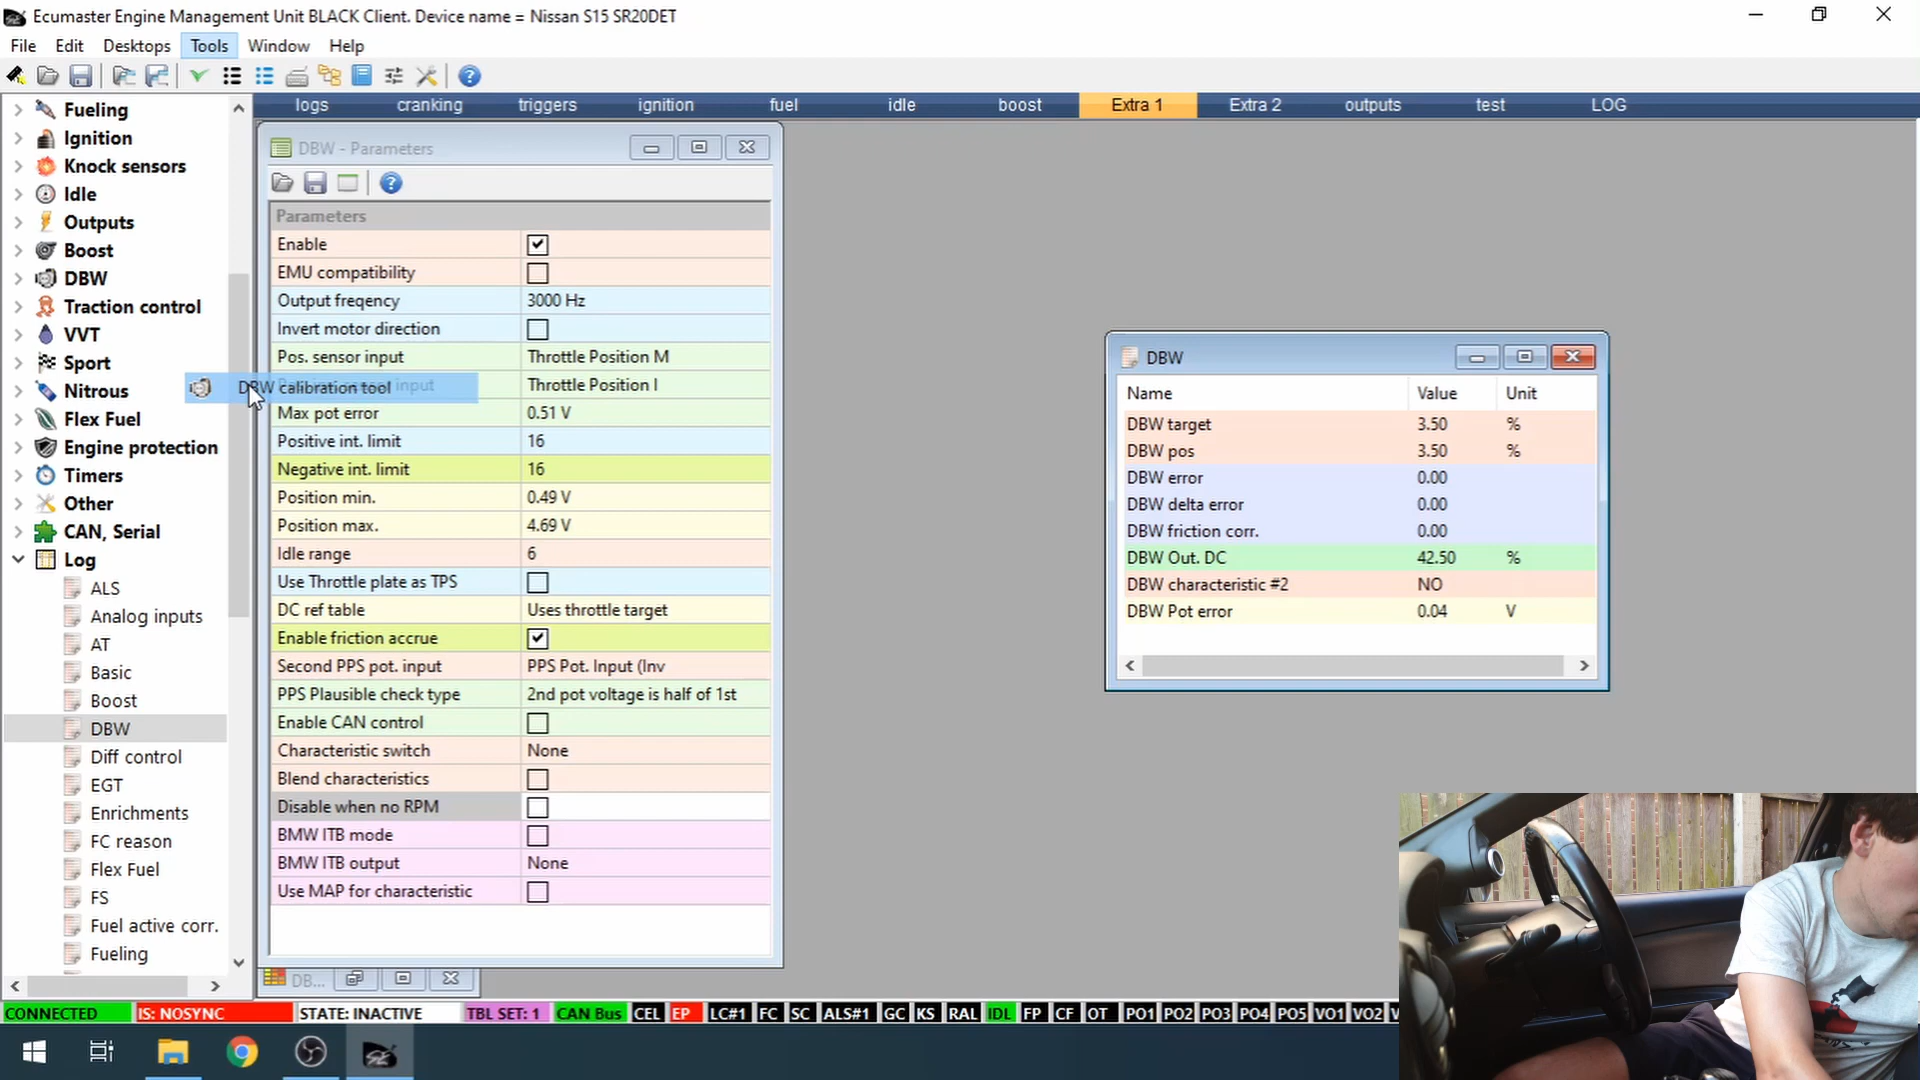 Ecumaster Engine Management Unit BLACK Client. Device name = Nissan S15 SR20DET
File Edit Desktops Tools Window Help
logs cranking triggers ignition fuel idle boost Extra 1 Extra 2 outputs test LOG
Fueling
Ignition
Knock sensors
Idle
Outputs
Boost
DBW
Traction control
VVT
Sport
Nitrous
Flex Fuel
Engine protection
Timers
Other
CAN, Serial
Log
ALS
Analog inputs
AT
Basic
Boost
DBW
Diff control
EGT
Enrichments
FC reason
Flex Fuel
FS
Fuel active corr.
Fueling
DBW calibration tool
DBW - Parameters
Parameters
Enable
EMU compatibility
Output freqency 3000 Hz
Invert motor direction
Pos. sensor input Throttle Position M
input Throttle Position I
Max pot error 0.51 V
Positive int. limit 16
Negative int. limit 16
Position min. 0.49 V
Position max. 4.69 V
Idle range 6
Use Throttle plate as TPS
DC ref table Uses throttle target
Enable friction accrue
Second PPS pot. input PPS Pot. Input (Inv
PPS Plausible check type 2nd pot voltage is half of 1st
Enable CAN control
Characteristic switch None
Blend characteristics
Disable when no RPM
BMW ITB mode
BMW ITB output None
Use MAP for characteristic
DB...
DBW
Name Value Unit
DBW target 3.50 %
DBW pos 3.50 %
DBW error 0.00
DBW delta error 0.00
DBW friction corr. 0.00
DBW Out. DC 42.50 %
DBW characteristic #2 NO
DBW Pot error 0.04 V
CONNECTED IS: NOSYNC STATE: INACTIVE TBL SET: 1 CAN Bus CEL EP LC#1 FC SC ALS#1 GC KS RAL IDL FP CF OT PO1 PO2 PO3 PO4 PO5 VO1 VO2